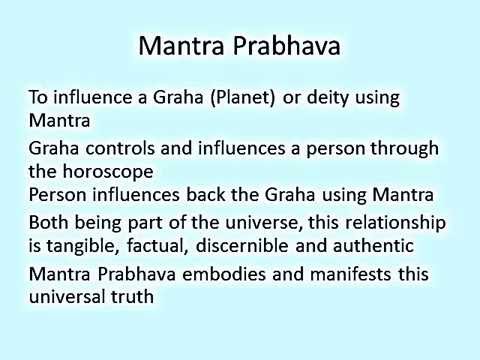 Mantra Prabhava
To influence a Graha (Planet) or deity using
Mantra
Graha controls and influences a person through
the horoscope
Person influences back the Graha using Mantra
Both being part of the universe, this relationship
is tangible, factual, discernible and authentic
Mantra Prabhava embodies and manifests this
universal truth